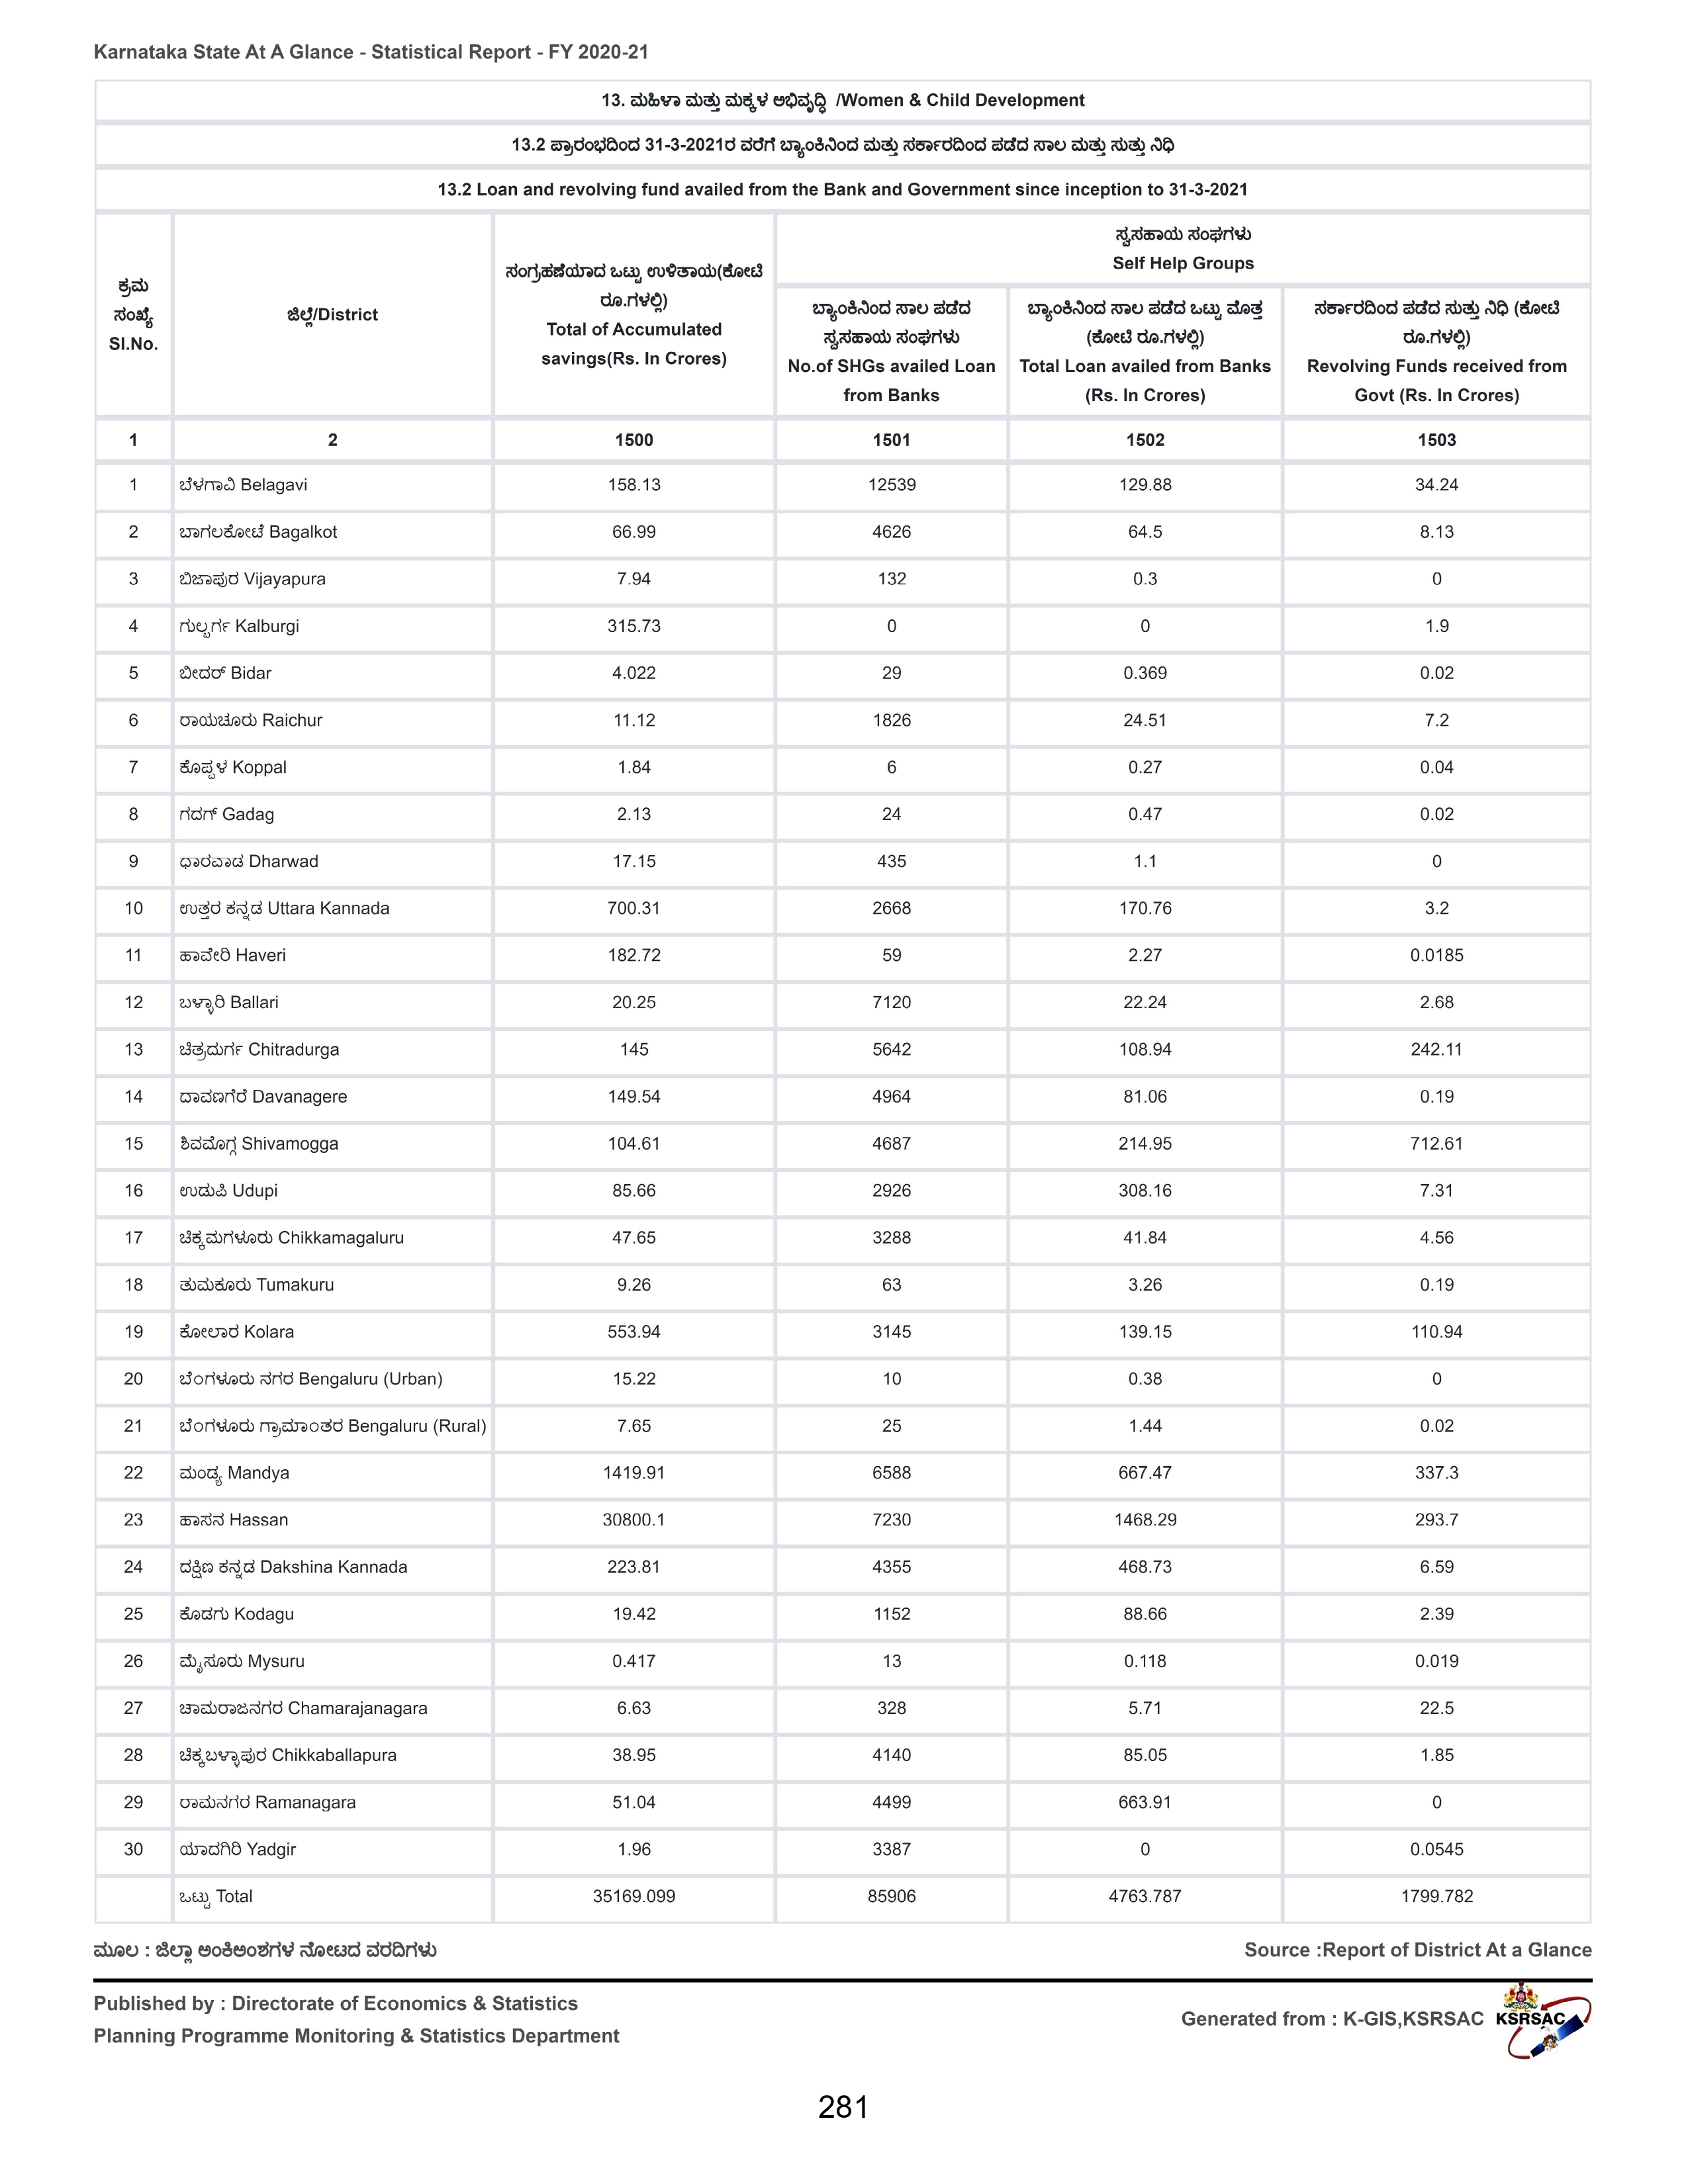 Karnataka State At A Glance - Statistical Report - FY 2020-21
13. ಮಹಿಳಾ ಮತ್ತು ಮಕ್ಕಳ ಅಭಿವೃದ್ಧಿ /Women & Child Development
13.2 ಪ್ರಾರಂಭದಿಂದ 31-3-2021ರ ವರೆಗೆ ಬ್ಯಾಂಕಿನಿಂದ ಮತ್ತು ಸರ್ಕಾರದಿಂದ ಪಡೆದ ಸಾಲ ಮತ್ತು ಸುತ್ತು ನಿಧಿ
13.2 Loan and revolving fund availed from the Bank and Government since inception to 31-3-2021
ಕ್ರಮ
ಸಂಖ್ಯೆ
Sl.No.
ಜಿಲ್ಲೆ/District
ಸಂಗ್ರಹಣೆಯಾದ ಒಟ್ಟು ಉಳಿತಾಯ(ಕೋಟಿ
ರೂ.ಗಳಲ್ಲಿ)
Total of Accumulated
savings(Rs. In Crores)
ಸ್ವಸಹಾಯ ಸಂಘಗಳು
Self Help Groups
ಬ್ಯಾಂಕಿನಿಂದ ಸಾಲ ಪಡೆದ
ಸ್ವಸಹಾಯ ಸಂಘಗಳು
No.of SHGs availed Loan
from Banks
ಬ್ಯಾಂಕಿನಿಂದ ಸಾಲ ಪಡೆದ ಒಟ್ಟು ಮೊತ್ತ
(ಕೋಟಿ ರೂ.ಗಳಲ್ಲಿ)
Total Loan availed from Banks
(Rs. In Crores)
ಸರ್ಕಾರದಿಂದ ಪಡೆದ ಸುತ್ತು ನಿಧಿ (ಕೋಟಿ
ರೂ.ಗಳಲ್ಲಿ)
Revolving Funds received from
Govt (Rs. In Crores)
1 2 1500 1501 1502 1503
1 ಬೆಳಗಾವಿ Belagavi 158.13 12539 129.88 34.24
2 ಬಾಗಲಕೋಟೆ Bagalkot 66.99 4626 64.5 8.13
3 ಬಿಜಾಪುರ Vijayapura 7.94 132 0.3 0
4 ಗುಲ್ಬರ್ಗ Kalburgi 315.73 0 0 1.9
5 ಬೀದರ್ Bidar 4.022 29 0.369 0.02
6 ರಾಯಚೂರು Raichur 11.12 1826 24.51 7.2
7 ಕೊಪ್ಪಳ Koppal 1.84 6 0.27 0.04
8 ಗದಗ್ Gadag 2.13 24 0.47 0.02
9 ಧಾರವಾಡ Dharwad 17.15 435 1.1 0
10 ಉತ್ತರ ಕನ್ನಡ Uttara Kannada 700.31 2668 170.76 3.2
11 ಹಾವೇರಿ Haveri 182.72 59 2.27 0.0185
12 ಬಳ್ಳಾರಿ Ballari 20.25 7120 22.24 2.68
13 ಚಿತ್ರದುರ್ಗ Chitradurga 145 5642 108.94 242.11
14 ದಾವಣಗೆರೆ Davanagere 149.54 4964 81.06 0.19
15 ಶಿವಮೊಗ್ಗ Shivamogga 104.61 4687 214.95 712.61
16 ಉಡುಪಿ Udupi 85.66 2926 308.16 7.31
17 ಚಿಕ್ಕಮಗಳೂರು Chikkamagaluru 47.65 3288 41.84 4.56
18 ತುಮಕೂರು Tumakuru 9.26 63 3.26 0.19
19 ಕೋಲಾರ Kolara 553.94 3145 139.15 110.94
20 ಬೆಂಗಳೂರು ನಗರ Bengaluru (Urban) 15.22 10 0.38 0
21 ಬೆಂಗಳೂರು ಗ್ರಾಮಾಂತರ Bengaluru (Rural) 7.65 25 1.44 0.02
22 ಮಂಡ್ಯ Mandya 1419.91 6588 667.47 337.3
23 ಹಾಸನ Hassan 30800.1 7230 1468.29 293.7
24 ದಕ್ಷಿಣ ಕನ್ನಡ Dakshina Kannada 223.81 4355 468.73 6.59
25 ಕೊಡಗು Kodagu 19.42 1152 88.66 2.39
26 ಮೈಸೂರು Mysuru 0.417 13 0.118 0.019
27 ಚಾಮರಾಜನಗರ Chamarajanagara 6.63 328 5.71 22.5
28 ಚಿಕ್ಕಬಳ್ಳಾಪುರ Chikkaballapura 38.95 4140 85.05 1.85
29 ರಾಮನಗರ Ramanagara 51.04 4499 663.91 0
30 ಯಾದಗಿರಿ Yadgir 1.96 3387 0 0.0545
ಒಟ್ಟು Total 35169.099 85906 4763.787 1799.782
ಮೂಲ : ಜಿಲ್ಲಾ ಅಂಕಿಅಂಶಗಳ ನೋಟದ ವರದಿಗಳು Source :Report of District At a Glance
Published by : Directorate of Economics & Statistics
Planning Programme Monitoring & Statistics Department
Generated from : K-GIS,KSRSAC KSRSAC
281